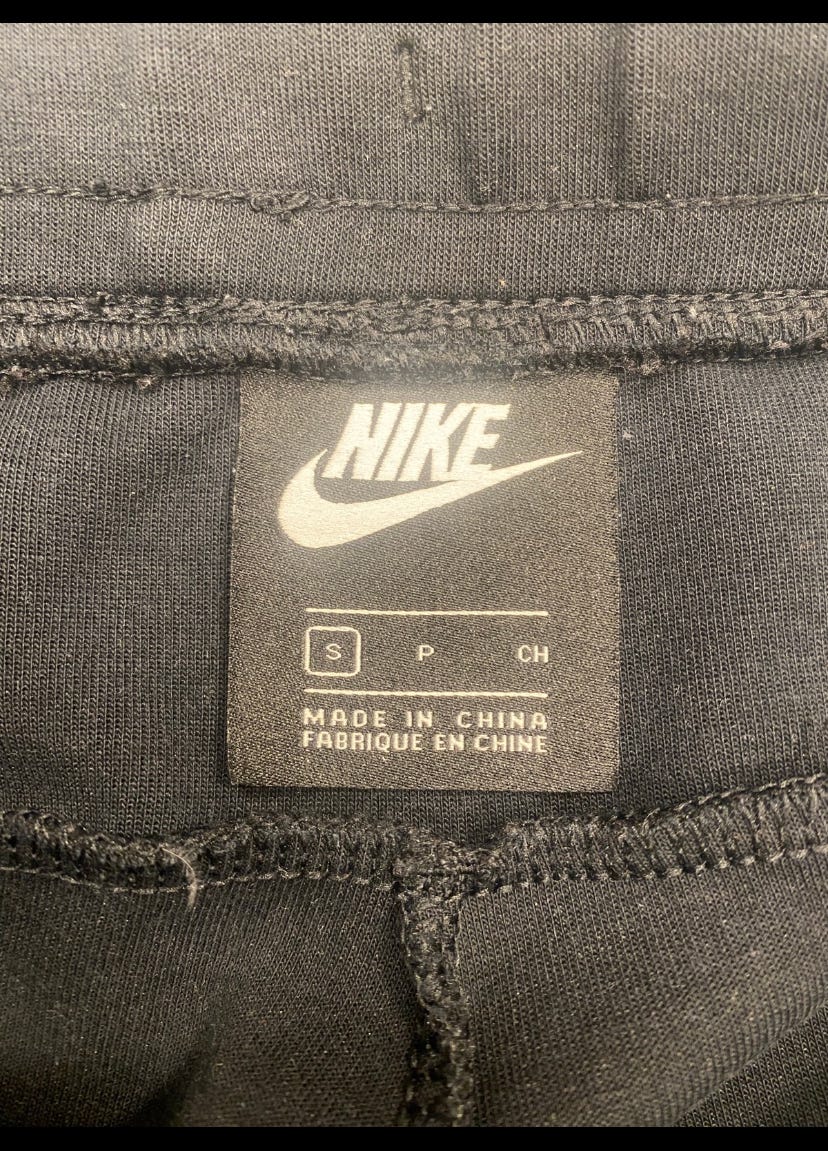 NIKE
S P CH
MADE IN CHINA
FABRIQUE EN CHINE